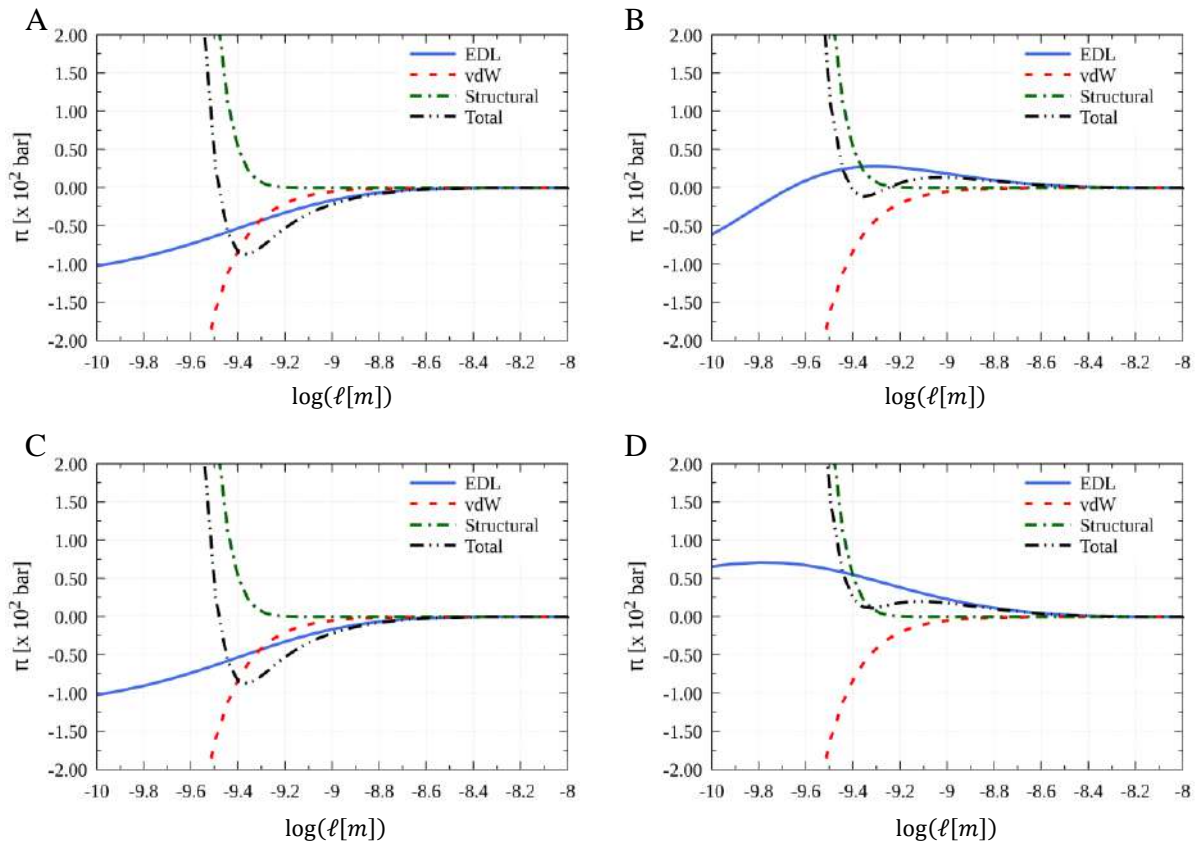 A
2.00
1.50
1.00
0.50
0.00
-0.50
-1.00
-1.50
-2.00
π [x 10² bar]
EDL
vdW
Structural
Total
-10 -9.8 -9.6 -9.4 -9.2 -9 -8.8 -8.6 -8.4 -8.2 -8
log(ℓ[m])
B
2.00
1.50
1.00
0.50
0.00
-0.50
-1.00
-1.50
-2.00
π [x 10² bar]
EDL
vdW
Structural
Total
-10 -9.8 -9.6 -9.4 -9.2 -9 -8.8 -8.6 -8.4 -8.2 -8
log(ℓ[m])
C
2.00
1.50
1.00
0.50
0.00
-0.50
-1.00
-1.50
-2.00
π [x 10² bar]
EDL
vdW
Structural
Total
-10 -9.8 -9.6 -9.4 -9.2 -9 -8.8 -8.6 -8.4 -8.2 -8
log(ℓ[m])
D
2.00
1.50
1.00
0.50
0.00
-0.50
-1.00
-1.50
-2.00
π [x 10² bar]
EDL
vdW
Structural
Total
-10 -9.8 -9.6 -9.4 -9.2 -9 -8.8 -8.6 -8.4 -8.2 -8
log(ℓ[m])